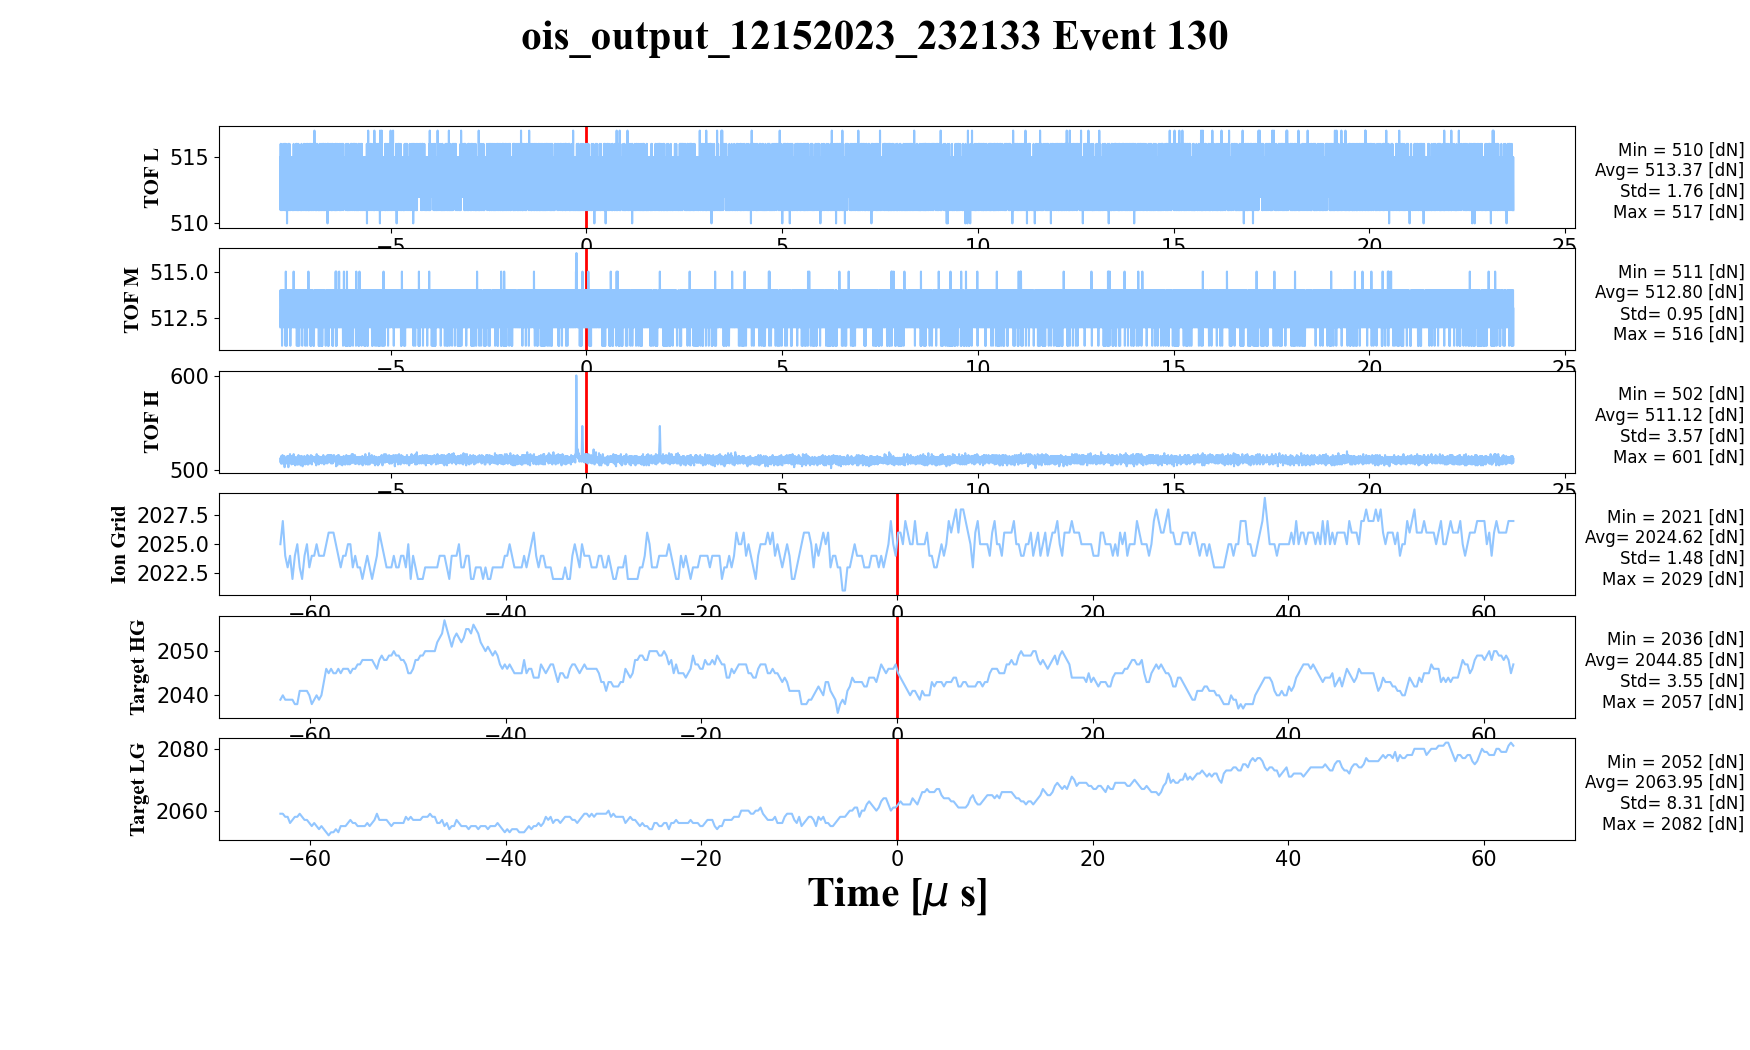 ois_output_12152023_232133 Event 130
TOF L
515
510
−5
0
5
10
15
20
25
Min = 510 [dN]
Avg= 513.37 [dN]
Std= 1.76 [dN]
Max = 517 [dN]
TOF M
515.0
512.5
−5
0
5
10
15
20
25
Min = 511 [dN]
Avg= 512.80 [dN]
Std= 0.95 [dN]
Max = 516 [dN]
TOF H
600
500
−5
0
5
10
15
20
25
Min = 502 [dN]
Avg= 511.12 [dN]
Std= 3.57 [dN]
Max = 601 [dN]
Ion Grid
2027.5
2025.0
2022.5
−60
−40
−20
0
20
40
60
Min = 2021 [dN]
Avg= 2024.62 [dN]
Std= 1.48 [dN]
Max = 2029 [dN]
Target HG
2050
2040
−60
−40
−20
0
20
40
60
Min = 2036 [dN]
Avg= 2044.85 [dN]
Std= 3.55 [dN]
Max = 2057 [dN]
Target LG
2080
2060
−60
−40
−20
0
20
40
60
Min = 2052 [dN]
Avg= 2063.95 [dN]
Std= 8.31 [dN]
Max = 2082 [dN]
Time [μ s]